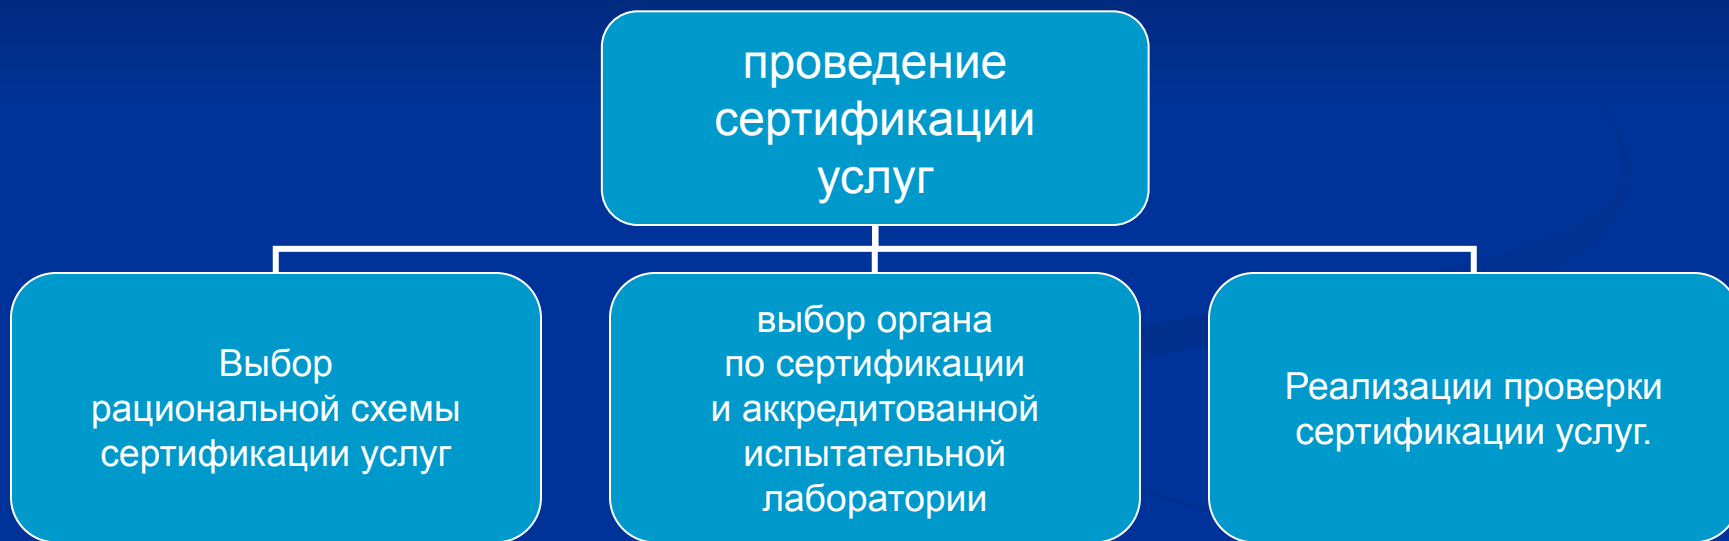 проведение
сертификации
услуг
Выбор
рациональной схемы
сертификации услуг
выбор органа
по сертификации
и аккредитованной
испытательной
лаборатории
Реализации проверки
сертификации услуг.